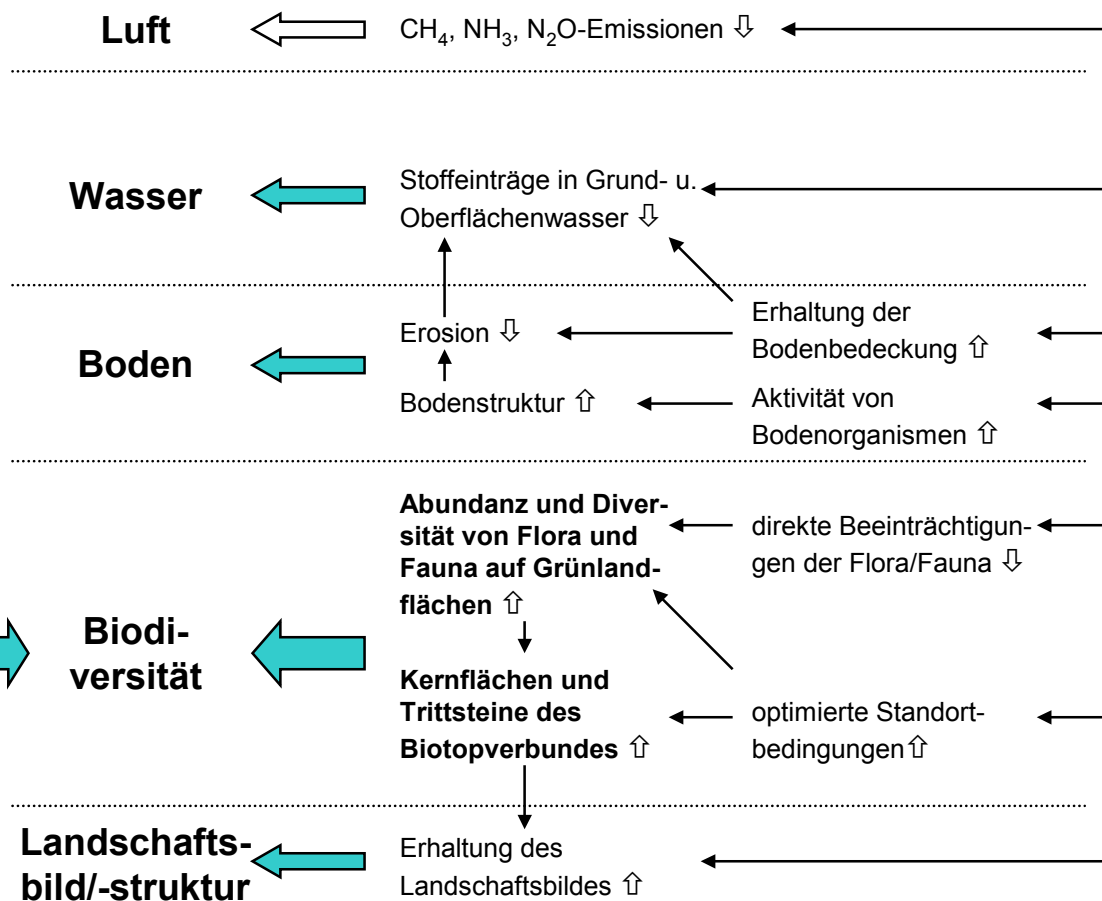 Luft
CH₄, NH₃, N₂O-Emissionen ⇩
Wasser
Stoffeinträge in Grund- u.
Oberflächenwasser ⇩
Boden
Erosion ⇩
Erhaltung der
Bodenbedeckung ⇧
Bodenstruktur ⇧
Aktivität von
Bodenorganismen ⇧
Biodi-
versität
Abundanz und Diver-
sität von Flora und
Fauna auf Grünland-
flächen ⇧
direkte Beeinträchtigun-
gen der Flora/Fauna ⇩
Kernflächen und
Trittsteine des
Biotopverbundes ⇧
optimierte Standort-
bedingungen⇧
Landschafts-
bild/-struktur
Erhaltung des
Landschaftsbildes ⇧